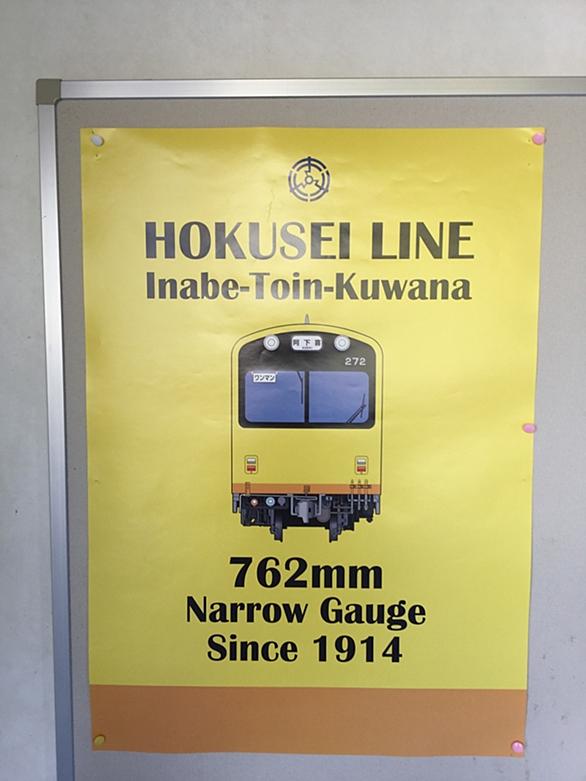 HOKUSEI LINE
Inabe-Toin-Kuwana
阿下喜
272
ワンマン
762mm
Narrow Gauge
Since 1914